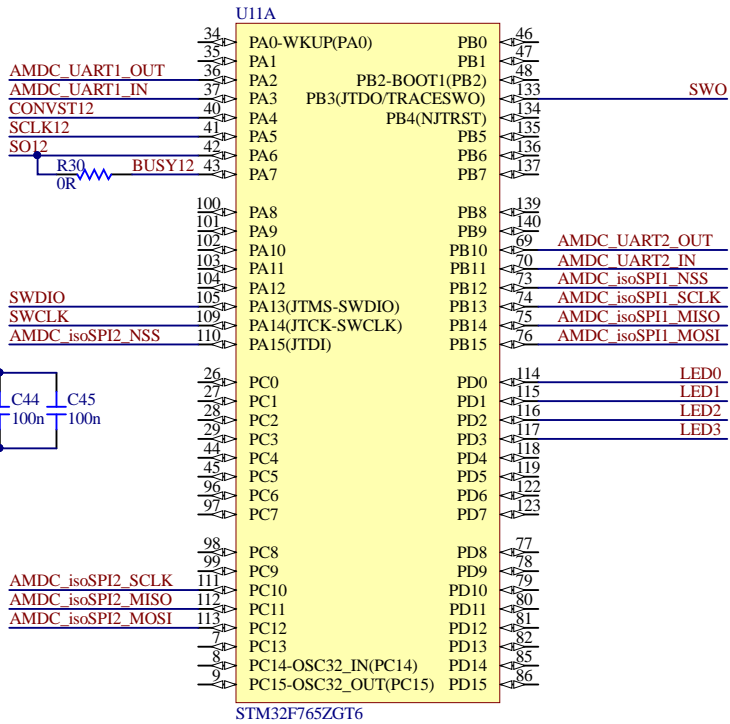 U11A
34 PA0-WKUP(PA0) PB0 46
35 PA1 PB1 47
AMDC_UART1_OUT 36 PA2 PB2-BOOT1(PB2) 48
AMDC_UART1_IN 37 PA3 PB3(JTDO/TRACESWO) 133 SWO
CONVST12 40 PA4 PB4(NJTRST) 134
SCLK12 41 PA5 PB5 135
SO12 42 PA6 PB6 136
R30 BUSY12 43 PA7 PB7 137
0R
100 PA8 PB8 139
101 PA9 PB9 140
102 PA10 PB10 69 AMDC_UART2_OUT
103 PA11 PB11 70 AMDC_UART2_IN
104 PA12 PB12 73 AMDC_isoSPI1_NSS
SWDIO 105 PA13(JTMS-SWDIO) PB13 74 AMDC_isoSPI1_SCLK
SWCLK 109 PA14(JTCK-SWCLK) PB14 75 AMDC_isoSPI1_MISO
AMDC_isoSPI2_NSS 110 PA15(JTDI) PB15 76 AMDC_isoSPI1_MOSI
26 PC0 PD0 114 LED0
C44 C45 27 PC1 PD1 115 LED1
100n 100n 28 PC2 PD2 116 LED2
29 PC3 PD3 117 LED3
44 PC4 PD4 118
45 PC5 PD5 119
96 PC6 PD6 122
97 PC7 PD7 123
98 PC8 PD8 77
99 PC9 PD9 78
AMDC_isoSPI2_SCLK 111 PC10 PD10 79
AMDC_isoSPI2_MISO 112 PC11 PD11 80
AMDC_isoSPI2_MOSI 113 PC12 PD12 81
7 PC13 PD13 82
8 PC14-OSC32_IN(PC14) PD14 85
9 PC15-OSC32_OUT(PC15) PD15 86
STM32F765ZGT6